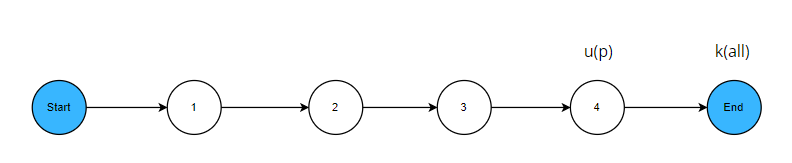 u(p)
k(all)
Start
1
2
3
4
End